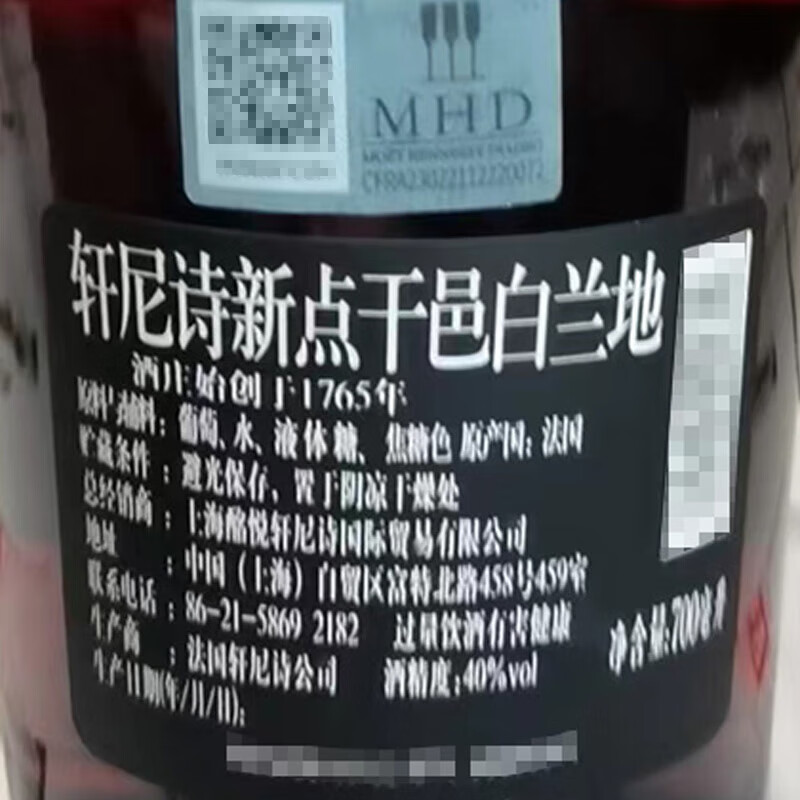 MHD
MOËT HENNESSY DIAGEO
CFRA23022112220072
轩尼诗新点干邑白兰地
酒庄始创于1765年
原料与辅料：葡萄、水、液体糖、焦糖色 原产国：法国
贮藏条件：避光保存、置于阴凉干燥处
总经销商：上海酩悦轩尼诗国际贸易有限公司
地址：中国（上海）自贸区富特北路458号459室
联系电话：86-21-5869 2182 过量饮酒有害健康
生产商：法国轩尼诗公司 酒精度：40%vol
净含量：700毫升
生产日期(年/月/日)：